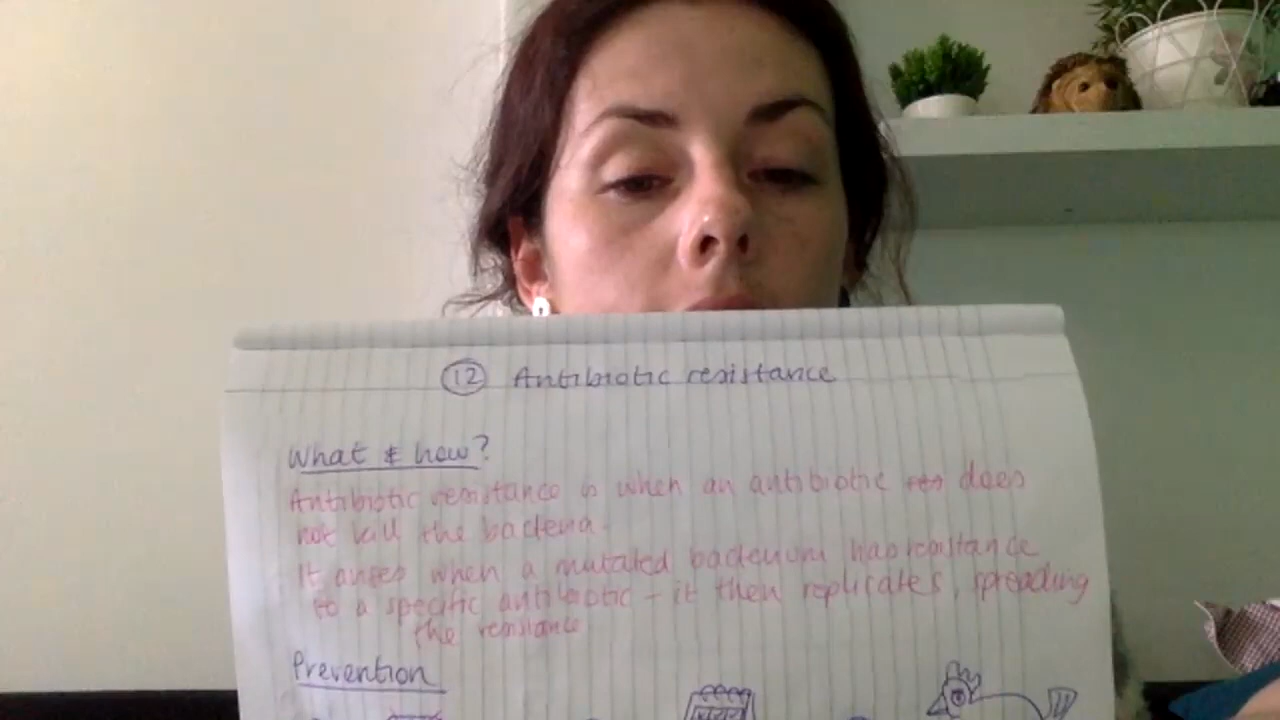 12 Antibiotic resistance
What & how?
Antibiotic resistance is when an antibiotic does
not kill the bacteria.
It arises when a mutated bacterium has resistance
to a specific antibiotic - it then replicates, spreading
the resistance
Prevention